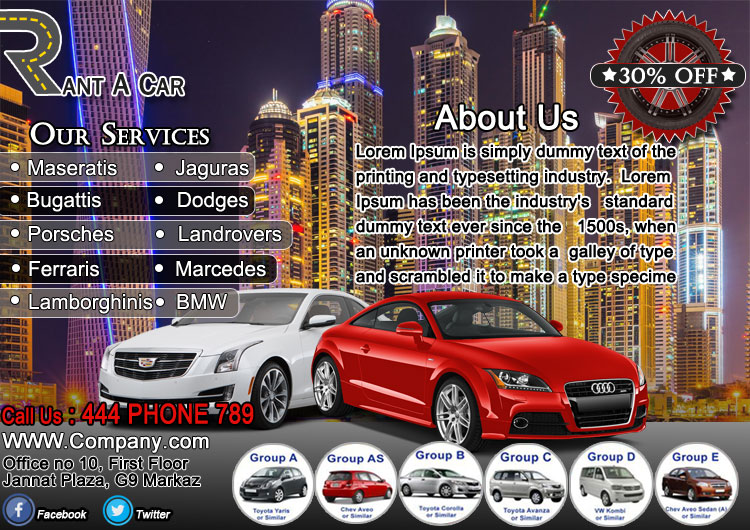 RANT A CAR
30% OFF
OUR SERVICES
• Maseratis • Jaguras
• Bugattis • Dodges
• Porsches • Landrovers
• Ferraris • Marcedes
• Lamborghinis • BMW
About Us
Lorem Ipsum is simply dummy text of the
printing and typesetting industry. Lorem
Ipsum has been the industry's standard
dummy text ever since the 1500s, when
an unknown printer took a galley of type
and scrambled it to make a type specime
Call Us : 444 PHONE 789
WWW.Company.com
Office no 10, First Floor
Jannat Plaza, G9 Markaz
Facebook Twitter
Group A
Toyota Yaris
or Similar
Group AS
Chev Aveo
or Similar
Group B
Toyota Corolla
or Similar
Group C
Toyota Avanza
or Similar
Group D
VW Kombi
or Similar
Group E
Chev Aveo Sedan (A)
or Similar